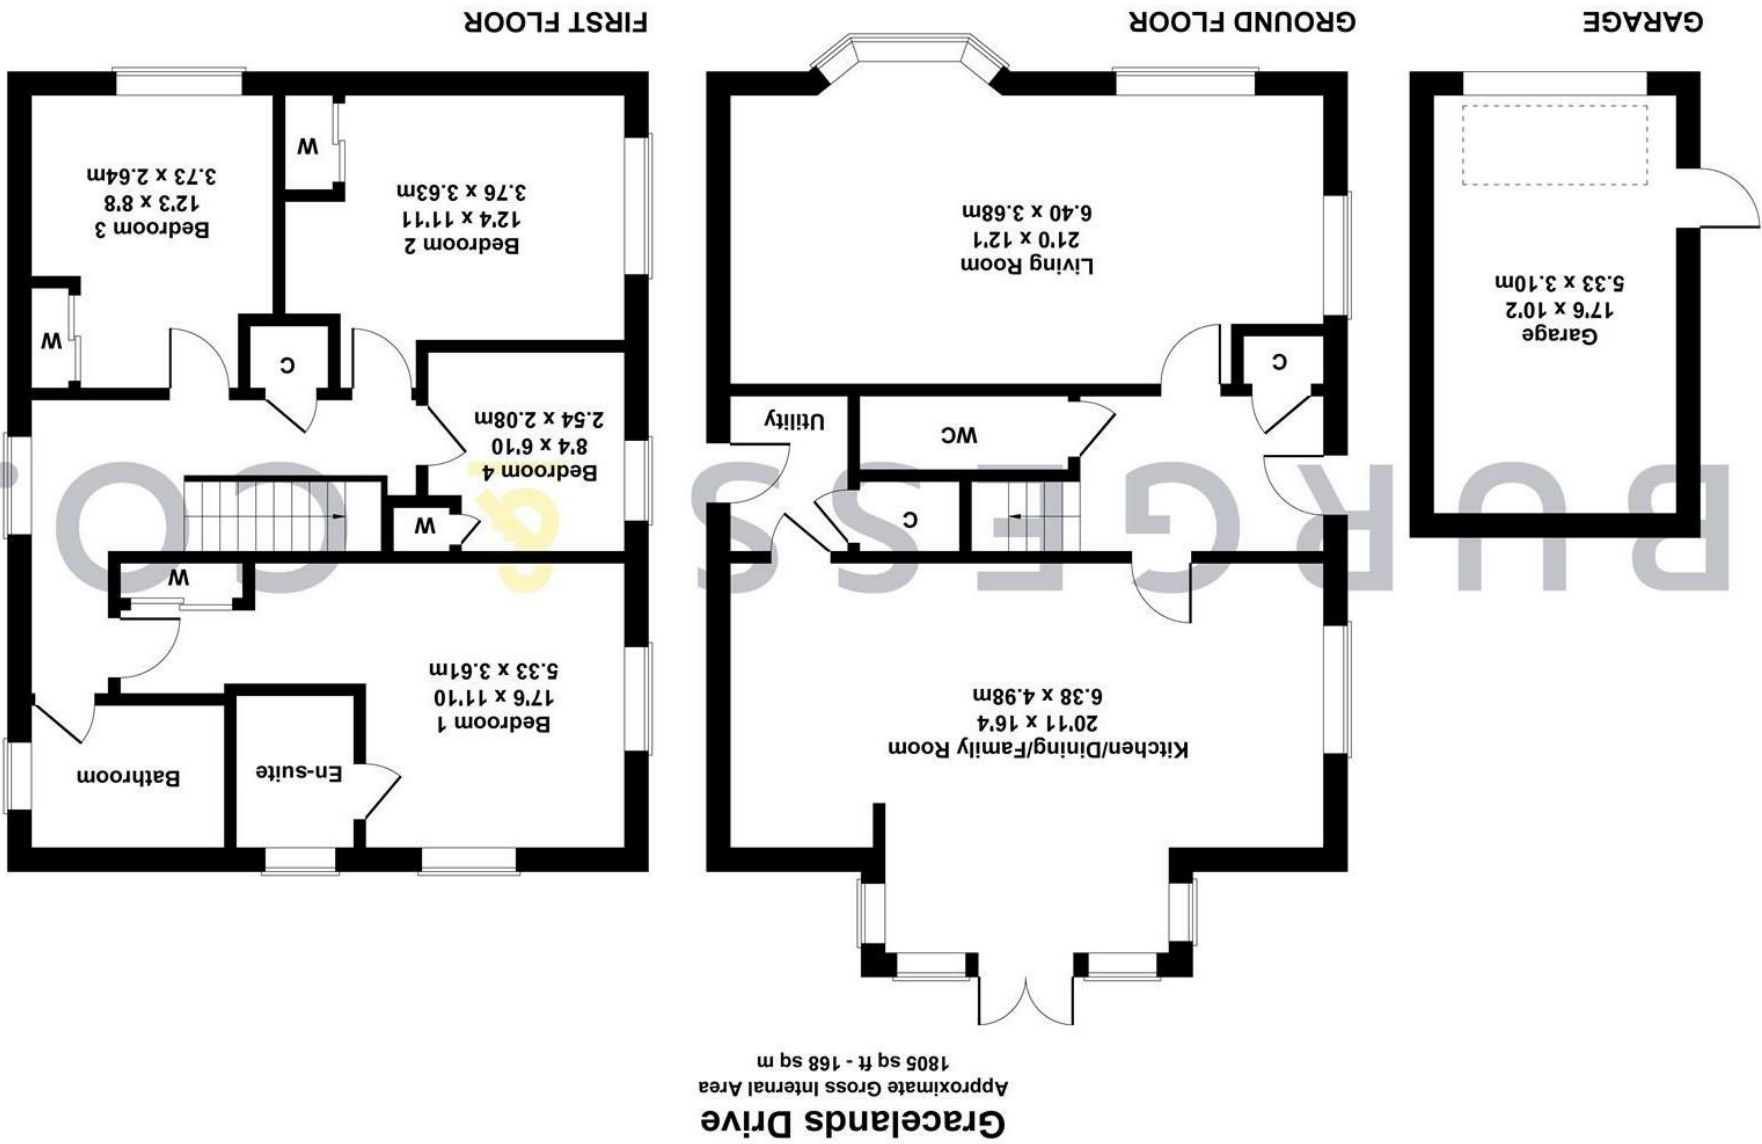 Gracelands Drive
Approximate Gross Internal Area
1805 sq ft - 168 sq m
Garage
17'6 x 10'2
5.33 x 3.10m
GARAGE
Kitchen/Dining/Family Room
20'11 x 16'4
6.38 x 4.98m
C
WC
Utility
C
Living Room
21'0 x 12'1
6.40 x 3.68m
GROUND FLOOR
En-suite
Bathroom
Bedroom 1
17'6 x 11'10
5.33 x 3.61m
W
W
Bedroom 4
8'4 x 6'10
2.54 x 2.08m
C
W
Bedroom 2
12'4 x 11'11
3.76 x 3.63m
Bedroom 3
12'3 x 8'8
3.73 x 2.64m
W
FIRST FLOOR
BURGESS & CO.